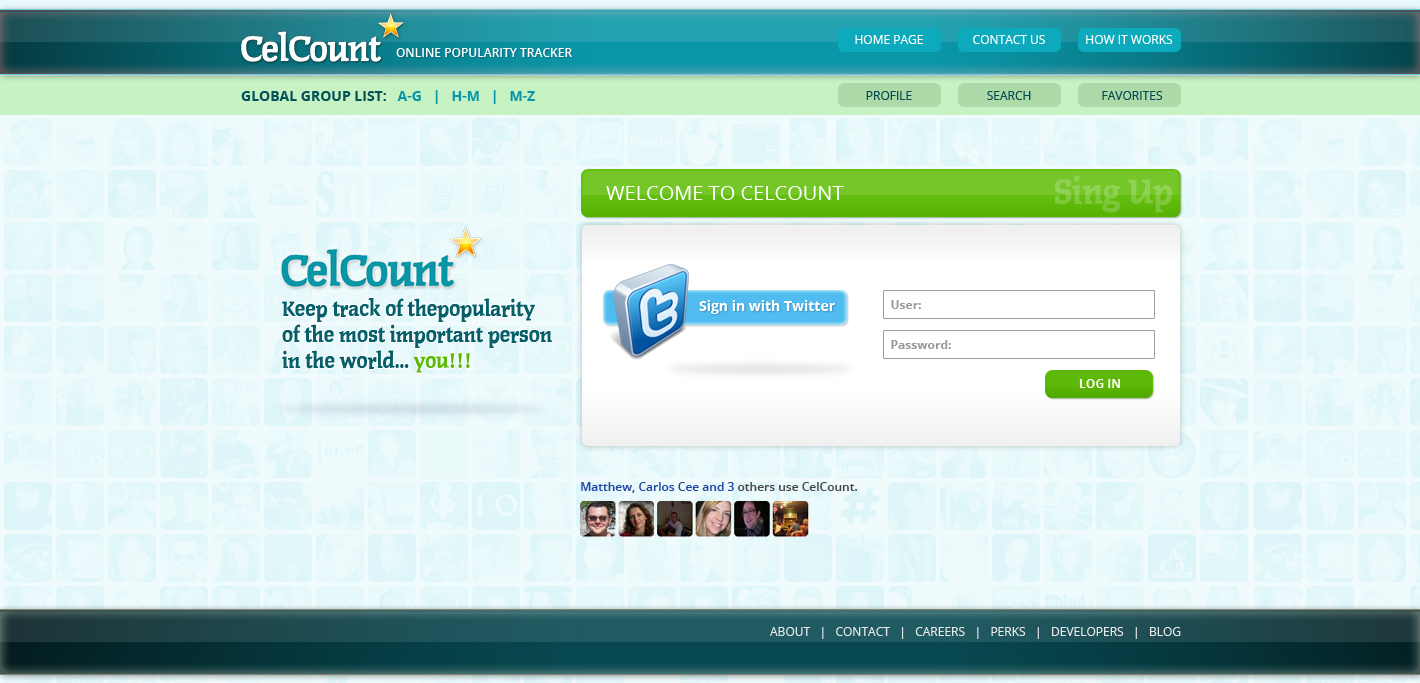 CelCount
ONLINE POPULARITY TRACKER
HOME PAGE
CONTACT US
HOW IT WORKS
GLOBAL GROUP LIST: A-G | H-M | M-Z
PROFILE
SEARCH
FAVORITES
WELCOME TO CELCOUNT
Sing Up
CelCount
Keep track of thepopularity
of the most important person
in the world... you!!!
Sign in with Twitter
User:
Password:
LOG IN
Matthew, Carlos Cee and 3 others use CelCount.
ABOUT | CONTACT | CAREERS | PERKS | DEVELOPERS | BLOG